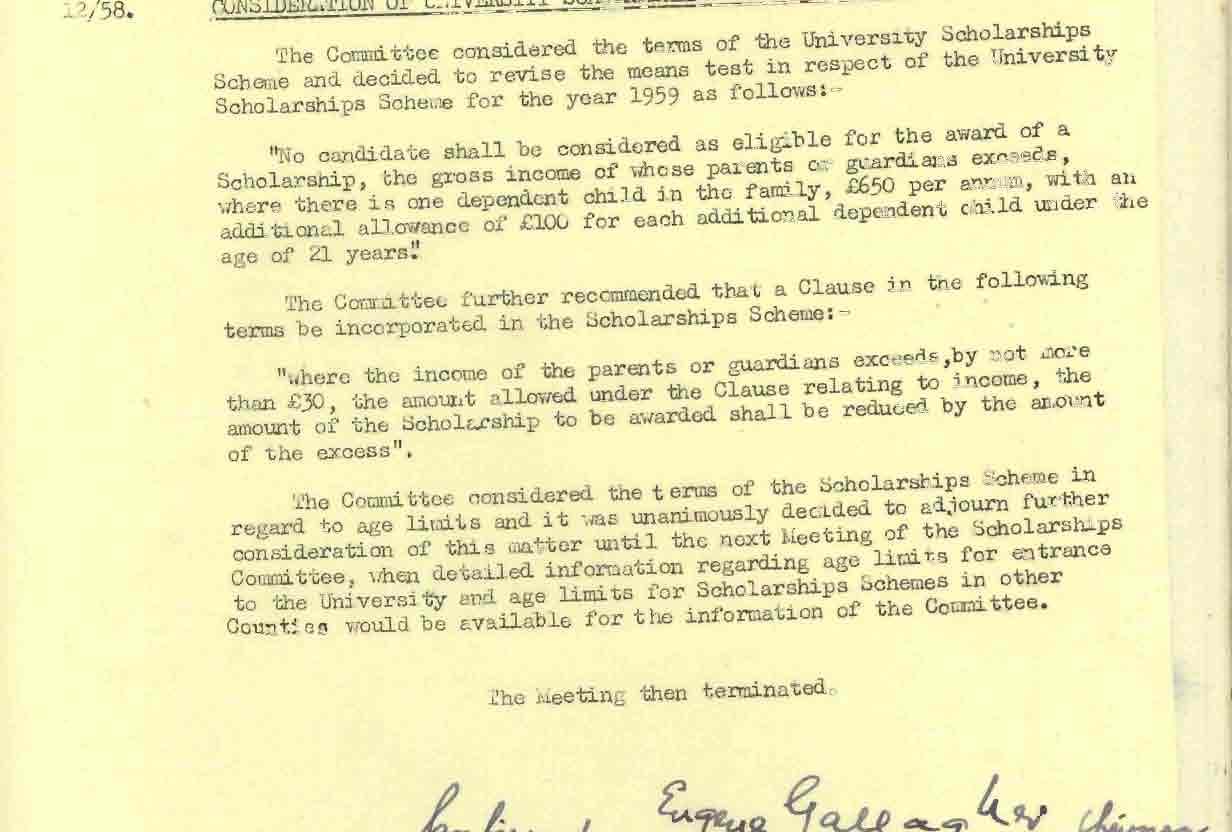 12/58.
CONSIDERATION OF UNIVERSITY
The Committee considered the terms of the University Scholarships
Scheme and decided to revise the means test in respect of the University
Scholarships Scheme for the year 1959 as follows:-
"No candidate shall be considered as eligible for the award of a
Scholarship, the gross income of whose parents or guardians exceeds,
where there is one dependent child in the family, £650 per annum, with an
additional allowance of £100 for each additional dependent child under the
age of 21 years."
The Committee further recommended that a Clause in the following
terms be incorporated in the Scholarships Scheme:-
"where the income of the parents or guardians exceeds,by not more
than £30, the amount allowed under the Clause relating to income, the
amount of the Scholarship to be awarded shall be reduced by the amount
of the excess".
The Committee considered the terms of the Scholarships Scheme in
regard to age limits and it was unanimously decided to adjourn further
consideration of this matter until the next Meeting of the Scholarships
Committee, when detailed information regarding age limits for entrance
to the University and age limits for Scholarships Schemes in other
Counties would be available for the information of the Committee.
The Meeting then terminated.
Eugene Gallagher